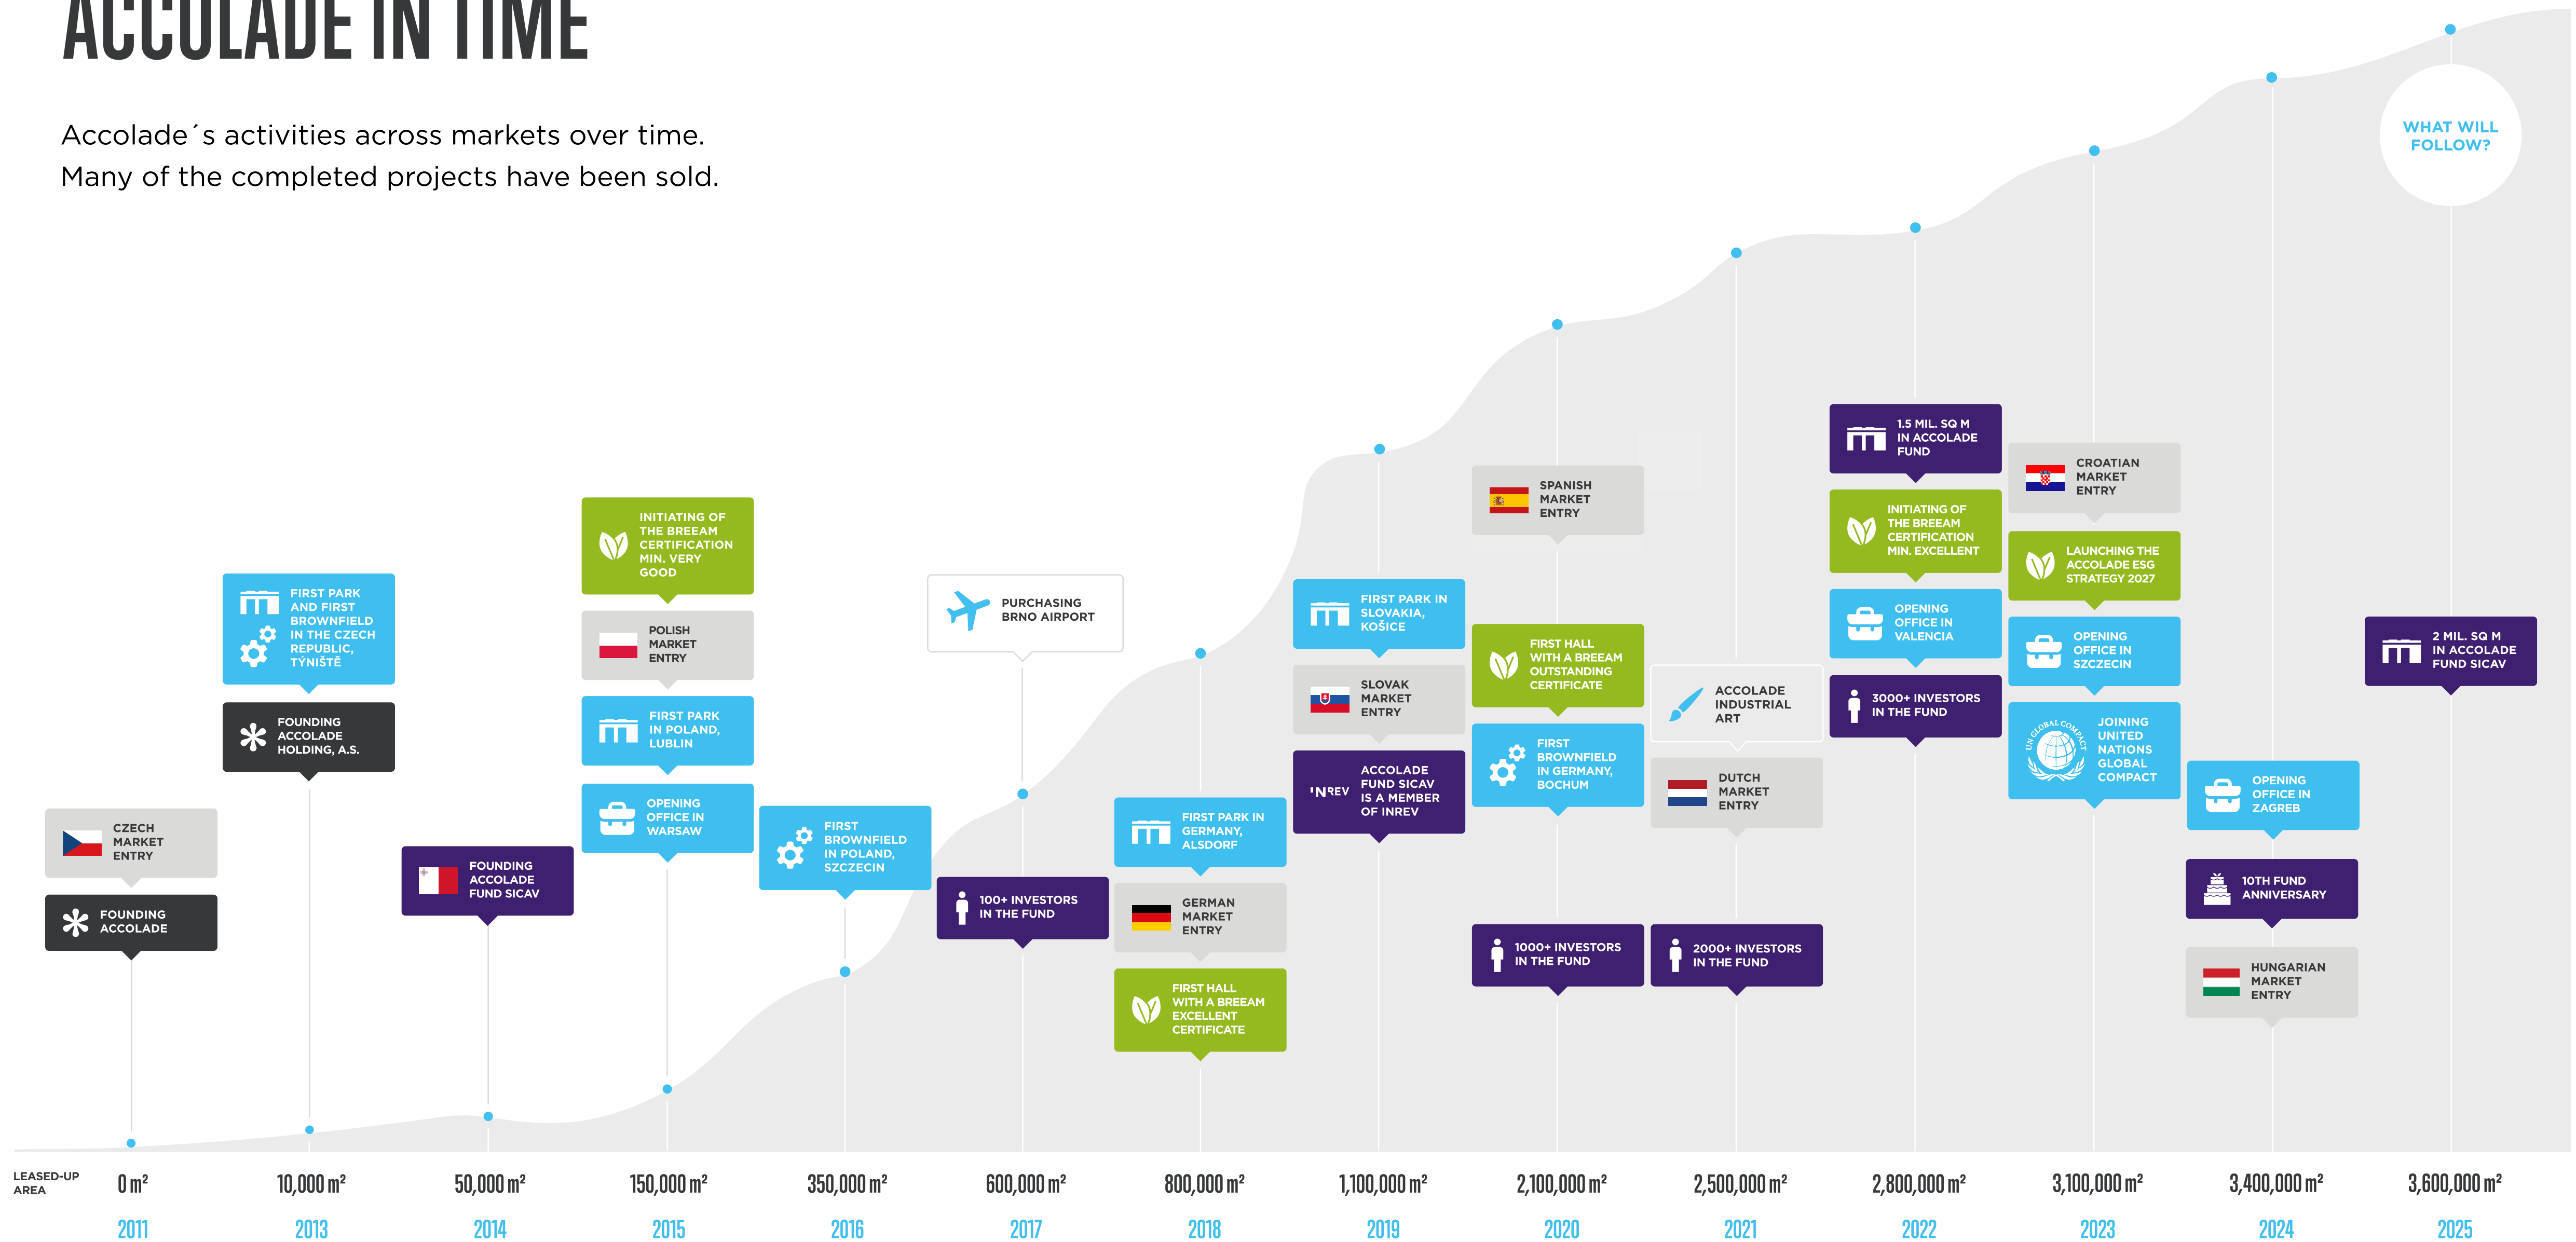 ACCOLADE IN TIME
Accolade´s activities across markets over time.
Many of the completed projects have been sold.
CZECH
MARKET
ENTRY
FOUNDING
ACCOLADE
FIRST PARK
AND FIRST
BROWNFIELD
IN THE CZECH
REPUBLIC,
TÝNIŠTĚ
FOUNDING
ACCOLADE
HOLDING, A.S.
FOUNDING
ACCOLADE
FUND SICAV
INITIATING OF
THE BREEAM
CERTIFICATION
MIN. VERY
GOOD
POLISH
MARKET
ENTRY
FIRST PARK
IN POLAND,
LUBLIN
OPENING
OFFICE IN
WARSAW
FIRST
BROWNFIELD
IN POLAND,
SZCZECIN
PURCHASING
BRNO AIRPORT
100+ INVESTORS
IN THE FUND
FIRST PARK IN
GERMANY,
ALSDORF
GERMAN
MARKET
ENTRY
FIRST HALL
WITH A BREEAM
EXCELLENT
CERTIFICATE
FIRST PARK IN
SLOVAKIA,
KOŠICE
SLOVAK
MARKET
ENTRY
INREV
ACCOLADE
FUND SICAV
IS A MEMBER
OF INREV
SPANISH
MARKET
ENTRY
FIRST HALL
WITH A BREEAM
OUTSTANDING
CERTIFICATE
FIRST
BROWNFIELD
IN GERMANY,
BOCHUM
1000+ INVESTORS
IN THE FUND
ACCOLADE
INDUSTRIAL
ART
DUTCH
MARKET
ENTRY
2000+ INVESTORS
IN THE FUND
1.5 MIL. SQ M
IN ACCOLADE
FUND
INITIATING OF
THE BREEAM
CERTIFICATION
MIN. EXCELLENT
OPENING
OFFICE IN
VALENCIA
3000+ INVESTORS
IN THE FUND
CROATIAN
MARKET
ENTRY
LAUNCHING THE
ACCOLADE ESG
STRATEGY 2027
OPENING
OFFICE IN
SZCZECIN
UN GLOBAL COMPACT
JOINING
UNITED
NATIONS
GLOBAL
COMPACT
OPENING
OFFICE IN
ZAGREB
10TH FUND
ANNIVERSARY
HUNGARIAN
MARKET
ENTRY
WHAT WILL
FOLLOW?
2 MIL. SQ M
IN ACCOLADE
FUND SICAV
LEASED-UP
AREA
0 m² 10,000 m² 50,000 m² 150,000 m² 350,000 m² 600,000 m² 800,000 m² 1,100,000 m² 2,100,000 m² 2,500,000 m² 2,800,000 m² 3,100,000 m² 3,400,000 m² 3,600,000 m²
2011 2013 2014 2015 2016 2017 2018 2019 2020 2021 2022 2023 2024 2025